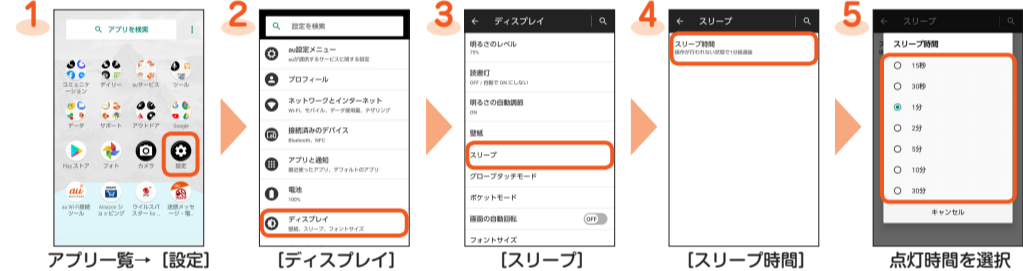 1
アプリを検索
コミュニケ
ーション
デイリー
auサービス
ツール
データ
サポート
アウトドア
Google
Play ストア
フォト
カメラ
設定
au
au Wi-Fi接続
ツール
Amazon シ
ョッピング
ウイルスバ
スター for ..
迷惑メッセ
ージ・電..
アプリ一覧→［設定］
2
設定を検索
au設定メニュー
auが提供するサービスに関する設定
プロフィール
ネットワークとインターネット
Wi-Fi、モバイル、データ使用量、テザリング
接続済みのデバイス
Bluetooth、NFC
アプリと通知
最近使ったアプリ、デフォルトのアプリ
電池
100%
ディスプレイ
壁紙、スリープ、フォントサイズ
［ディスプレイ］
3
ディスプレイ
明るさのレベル
79%
読書灯
OFF / 自動で ON にしない
明るさの自動調節
ON
壁紙
スリープ
グローブタッチモード
ポケットモード
画面の自動回転
OFF
フォントサイズ
［スリープ］
4
スリープ
スリープ時間
操作が行われない状態で1分経過後
［スリープ時間］
5
スリープ
スリープ時間
15秒
30秒
1分
2分
5分
10分
30分
キャンセル
点灯時間を選択